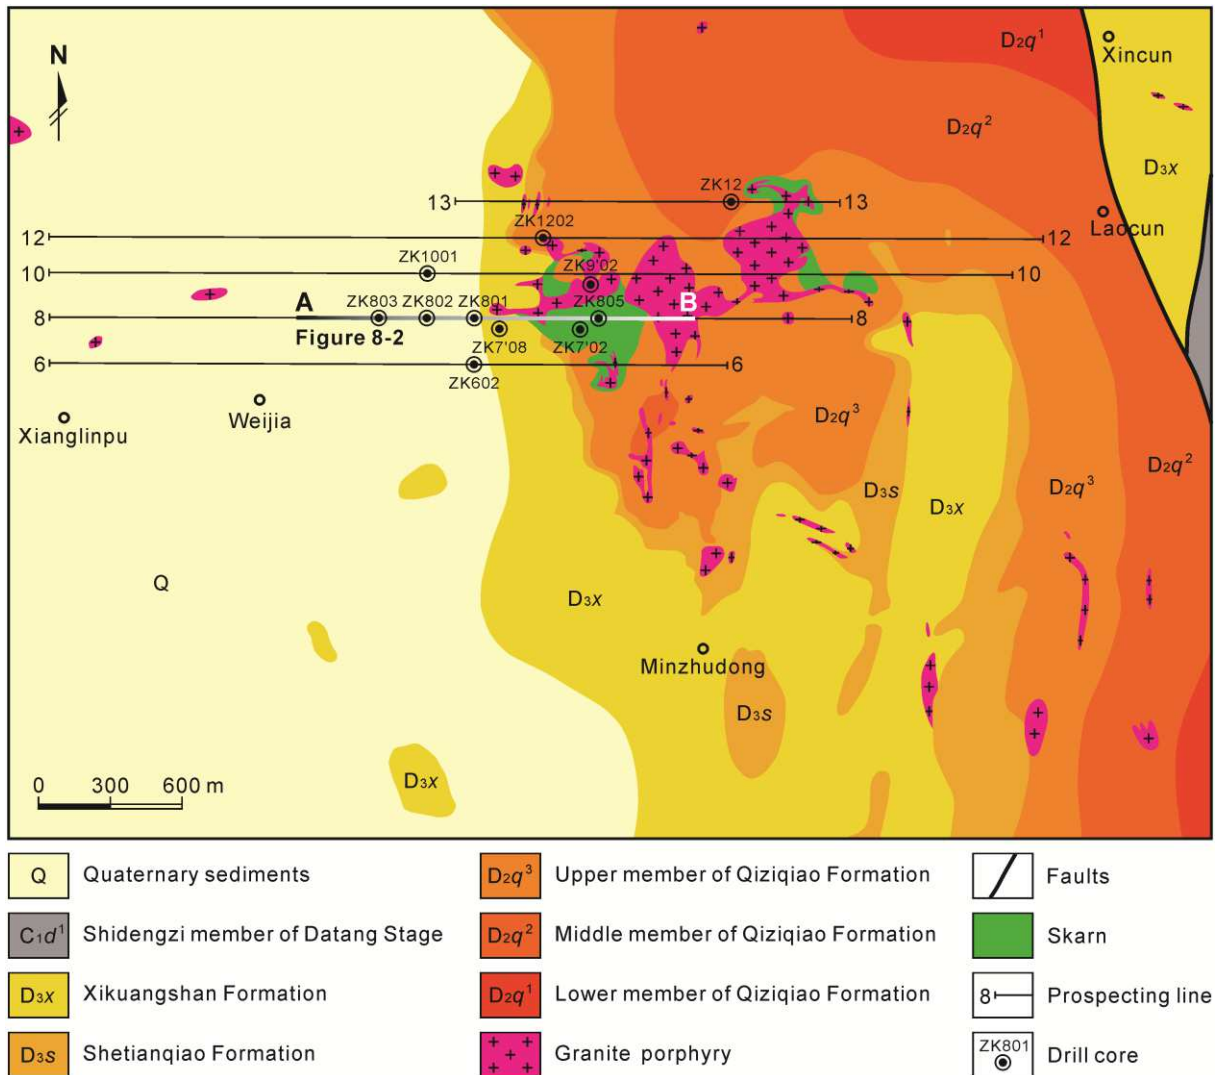 D₂q¹
Xincun
N
D₂q²
D₃x
ZK12
13
13
Laocun
ZK1202
12
12
ZK1001
ZK9'02
10
10
A
ZK803
ZK802
ZK801
ZK805
B
8
8
Figure 8-2
ZK7'08
ZK7'02
6
6
ZK602
Weijia
Xianglinpu
D₂q³
D₂q²
D₃s
D₂q³
D₃x
Q
D₃x
Minzhudong
D₃s
D₃x
0 300 600 m
Q Quaternary sediments
C₁d¹ Shidengzi member of Datang Stage
D₃x Xikuangshan Formation
D₃s Shetianqiao Formation
D₂q³ Upper member of Qiziqiao Formation
D₂q² Middle member of Qiziqiao Formation
D₂q¹ Lower member of Qiziqiao Formation
Granite porphyry
Faults
Skarn
8 Prospecting line
ZK801 Drill core